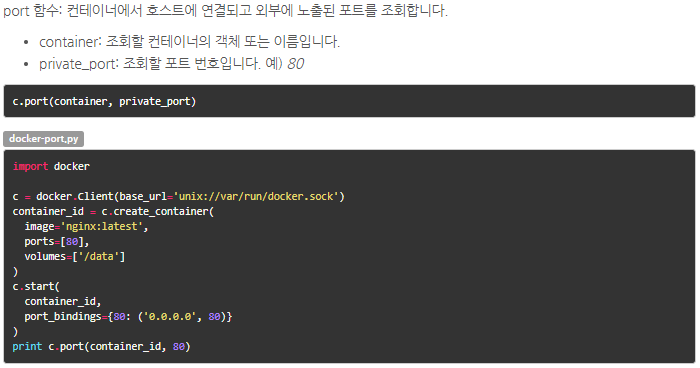 port 함수: 컨테이너에서 호스트에 연결되고 외부에 노출된 포트를 조회합니다.
• container: 조회할 컨테이너의 객체 또는 이름입니다.
• private_port: 조회할 포트 번호입니다. 예) 80
c.port(container, private_port)
docker-port.py
import docker
c = docker.Client(base_url='unix://var/run/docker.sock')
container_id = c.create_container(
  image='nginx:latest',
  ports=[80],
  volumes=['/data']
)
c.start(
  container_id,
  port_bindings={80: ('0.0.0.0', 80)}
)
print c.port(container_id, 80)